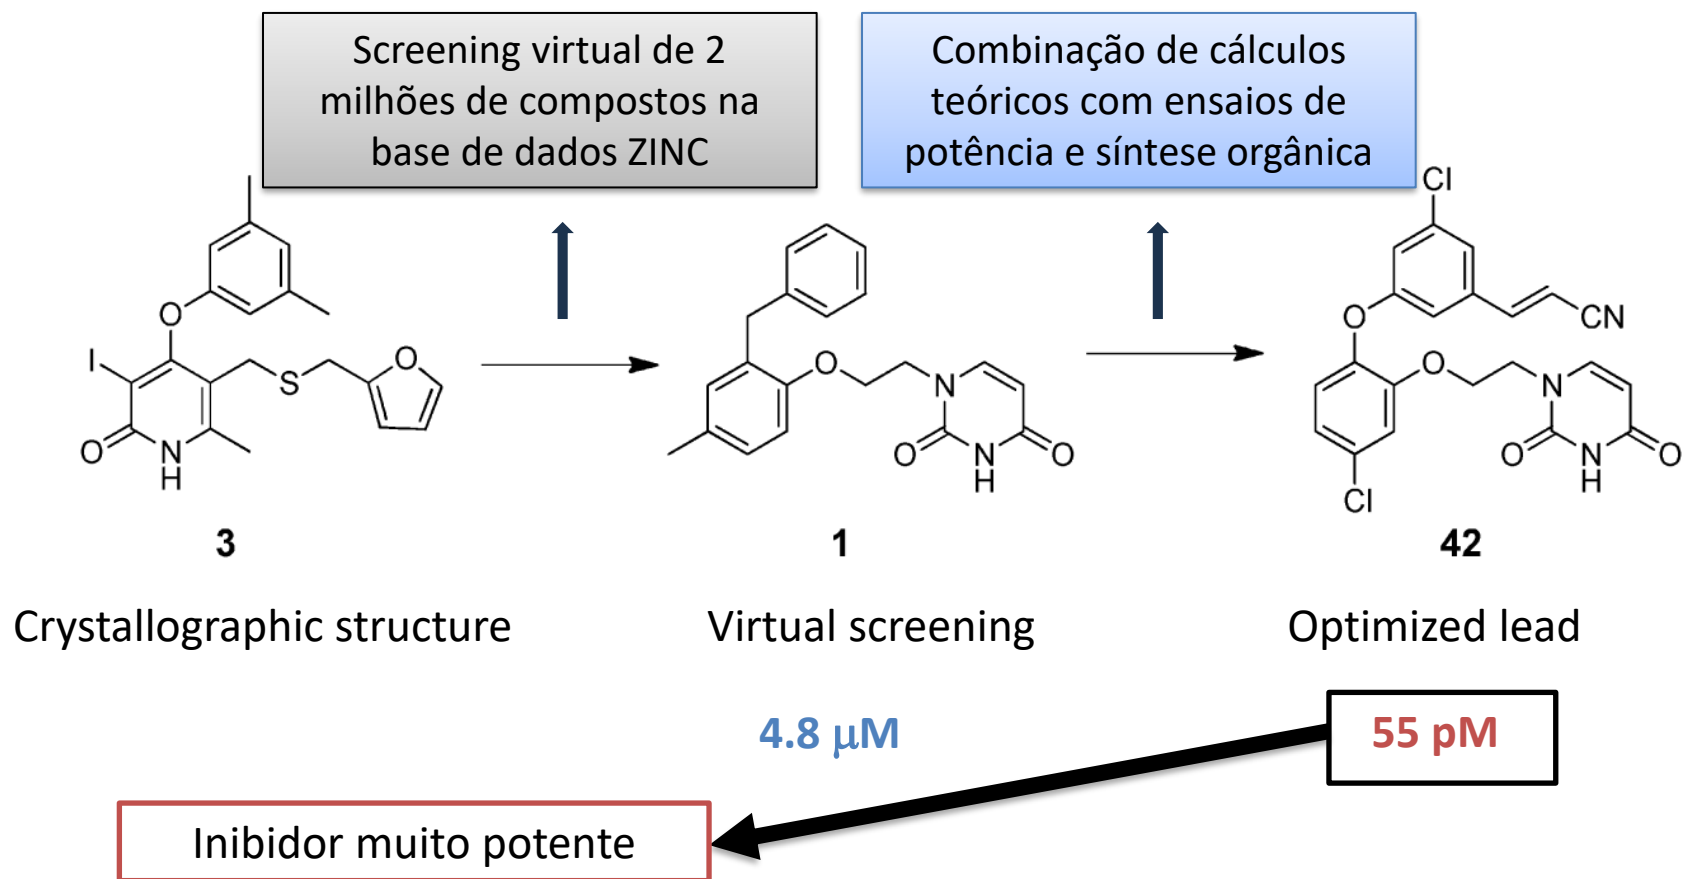 Screening virtual de 2
milhões de compostos na
base de dados ZINC
Combinação de cálculos
teóricos com ensaios de
potência e síntese orgânica
O
I
S
O
O
N
H
3
O
N
O
N
H
O
1
Cl
O
CN
O
N
O
N
H
O
Cl
42
Crystallographic structure
Virtual screening
Optimized lead
4.8 μM
55 pM
Inibidor muito potente